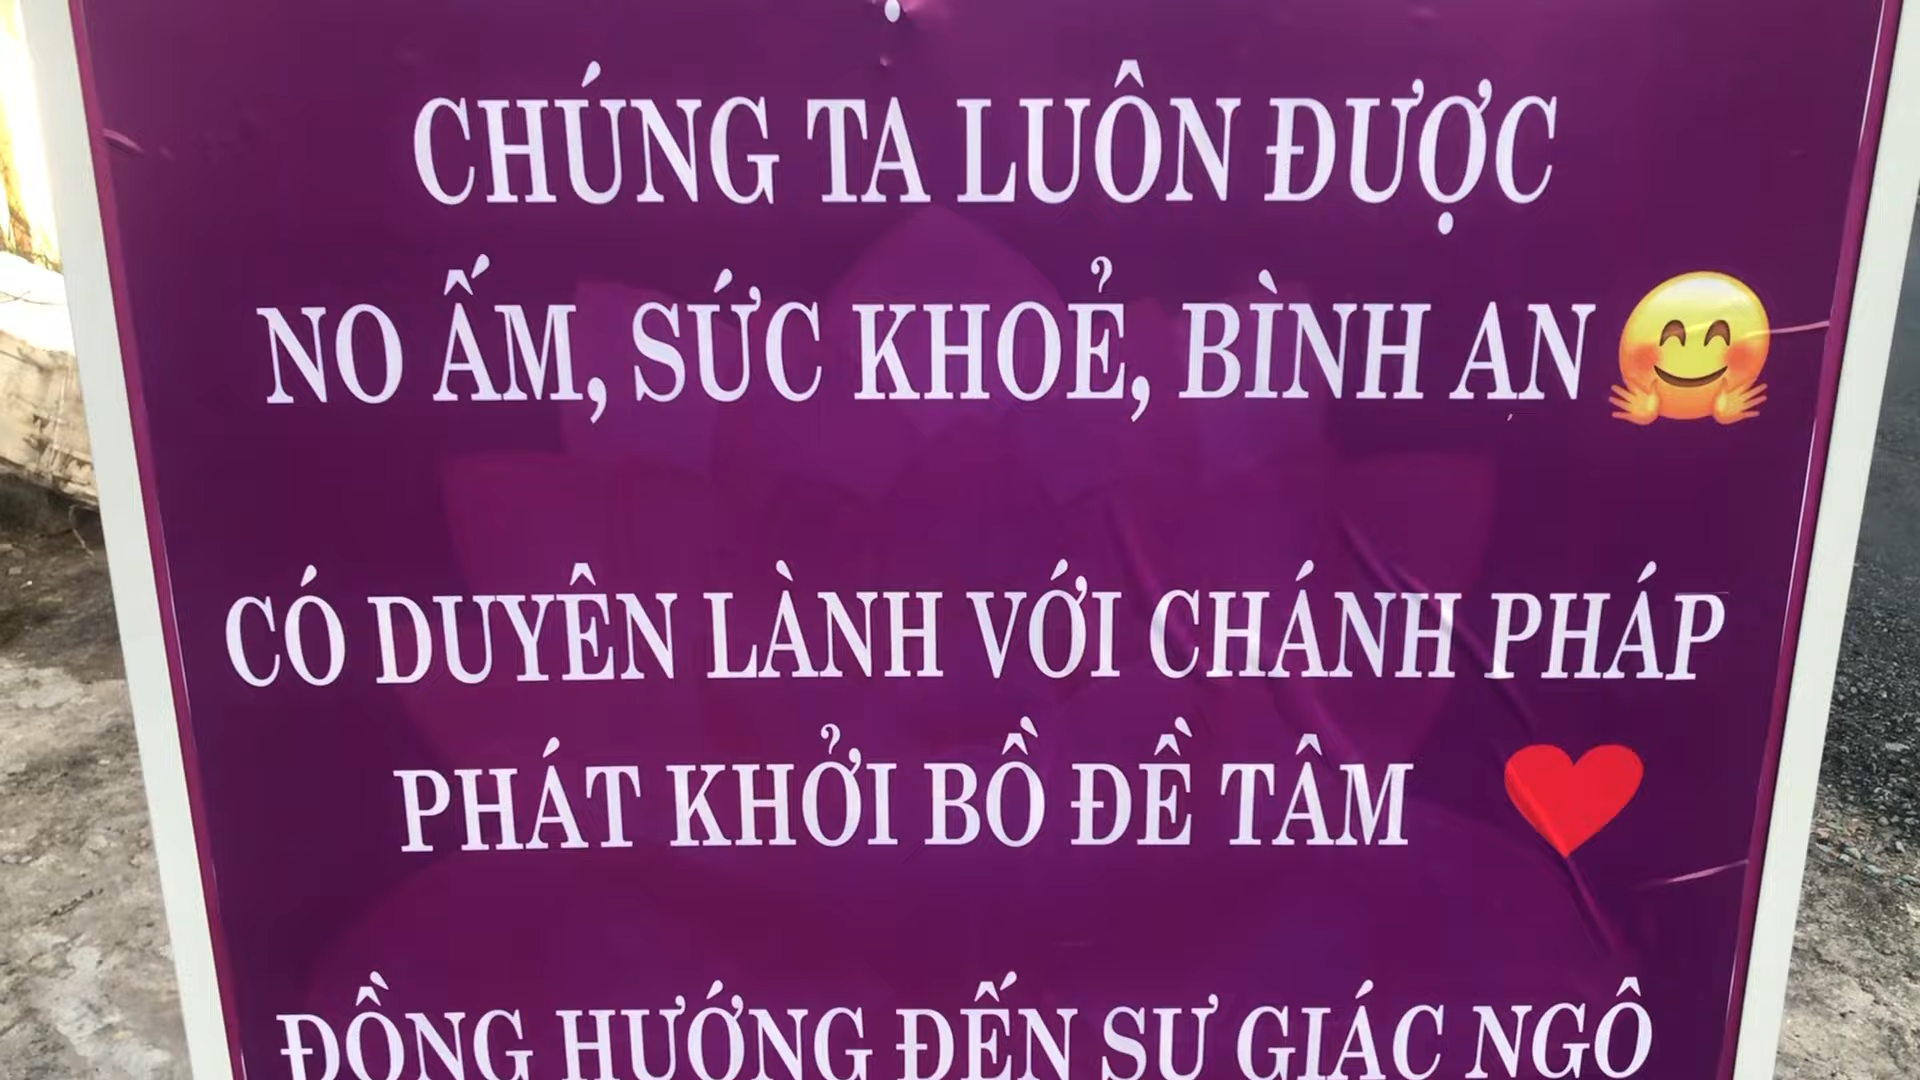 CHÚNG TA LUÔN ĐƯỢC
NO ẤM, SỨC KHOẺ, BÌNH AN
CÓ DUYÊN LÀNH VỚI CHÁNH PHÁP
PHÁT KHỞI BỒ ĐỀ TÂM
ĐỒNG HƯỚNG ĐẾN SỰ GIÁC NGỘ